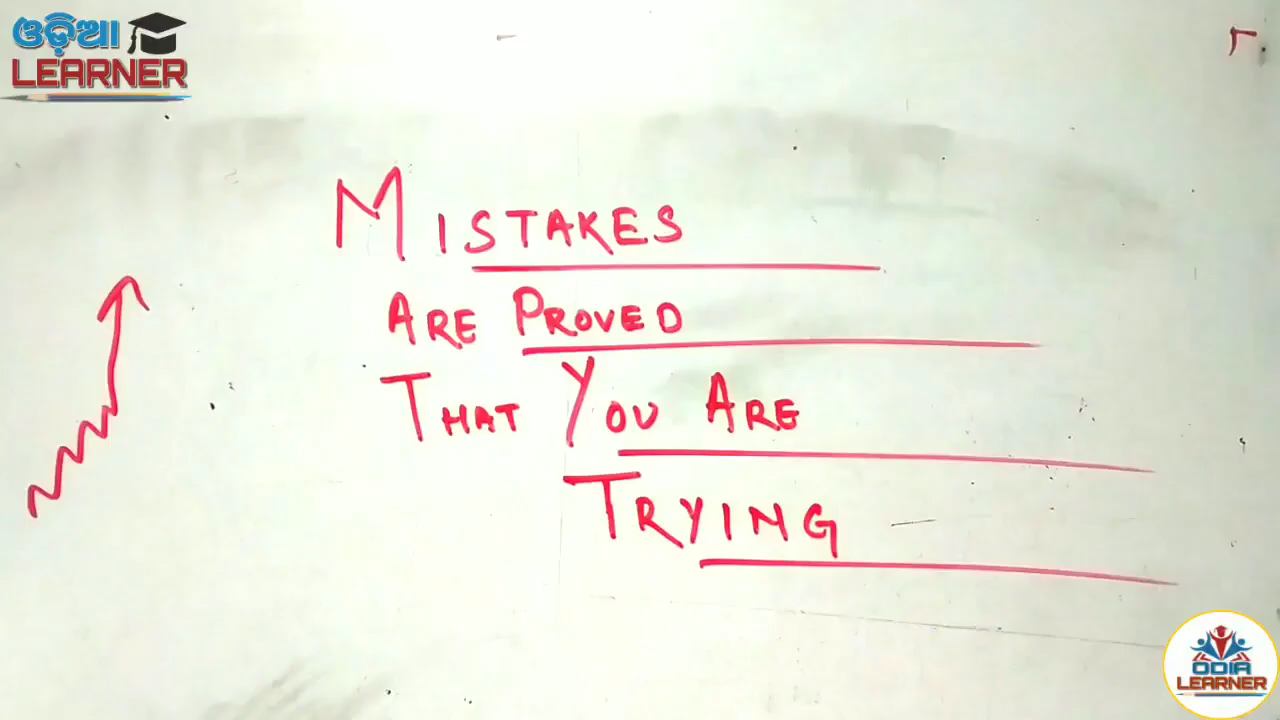 ଓଡ଼ିଆ
LEARNER
MISTAKES
ARE PROVED
THAT YOU ARE
TRYING
ODIA
LEARNER